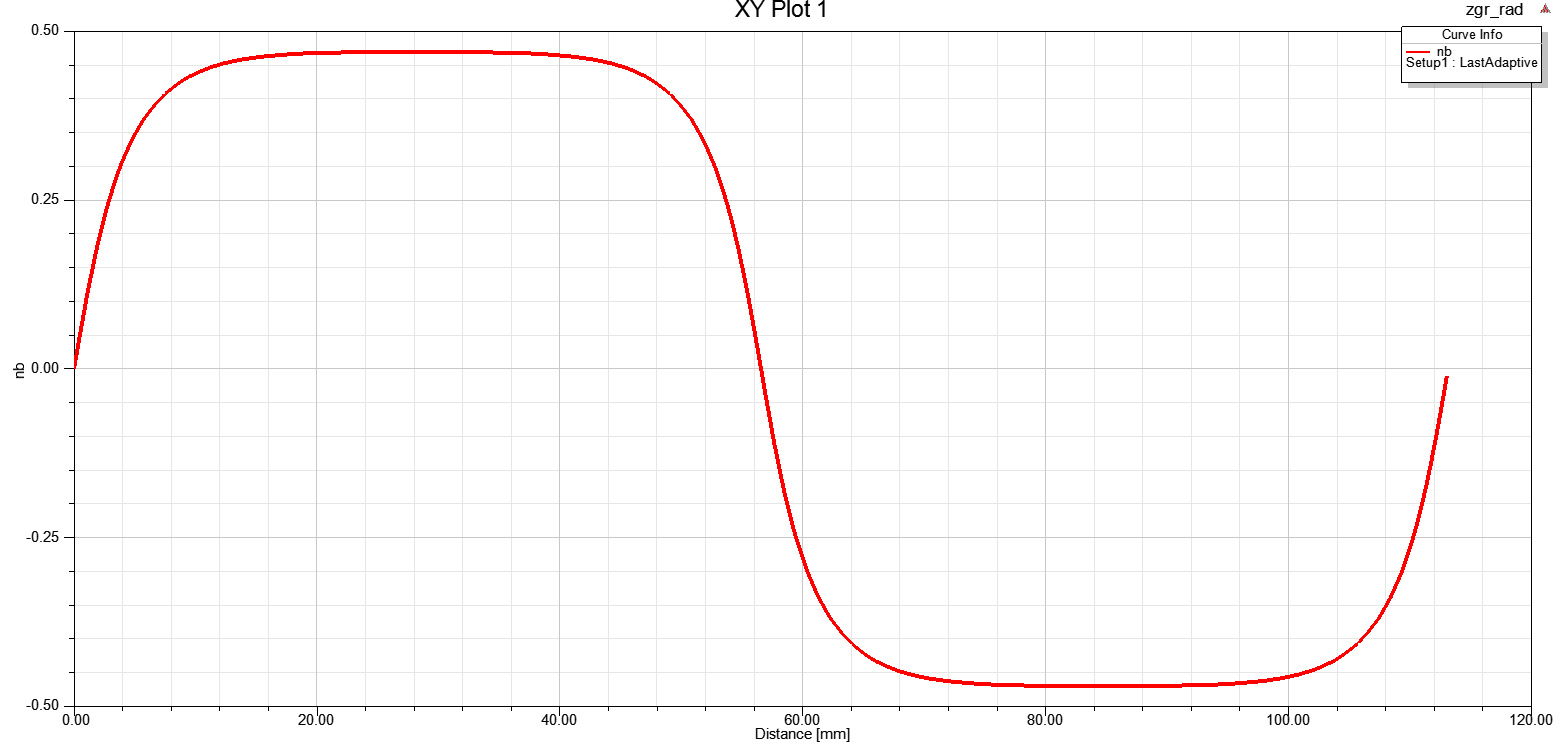 XY Plot 1
zgr_rad
Curve Info
nb
Setup1 : LastAdaptive
0.50
0.25
0.00
-0.25
-0.50
nb
0.00
20.00
40.00
60.00
80.00
100.00
120.00
Distance [mm]